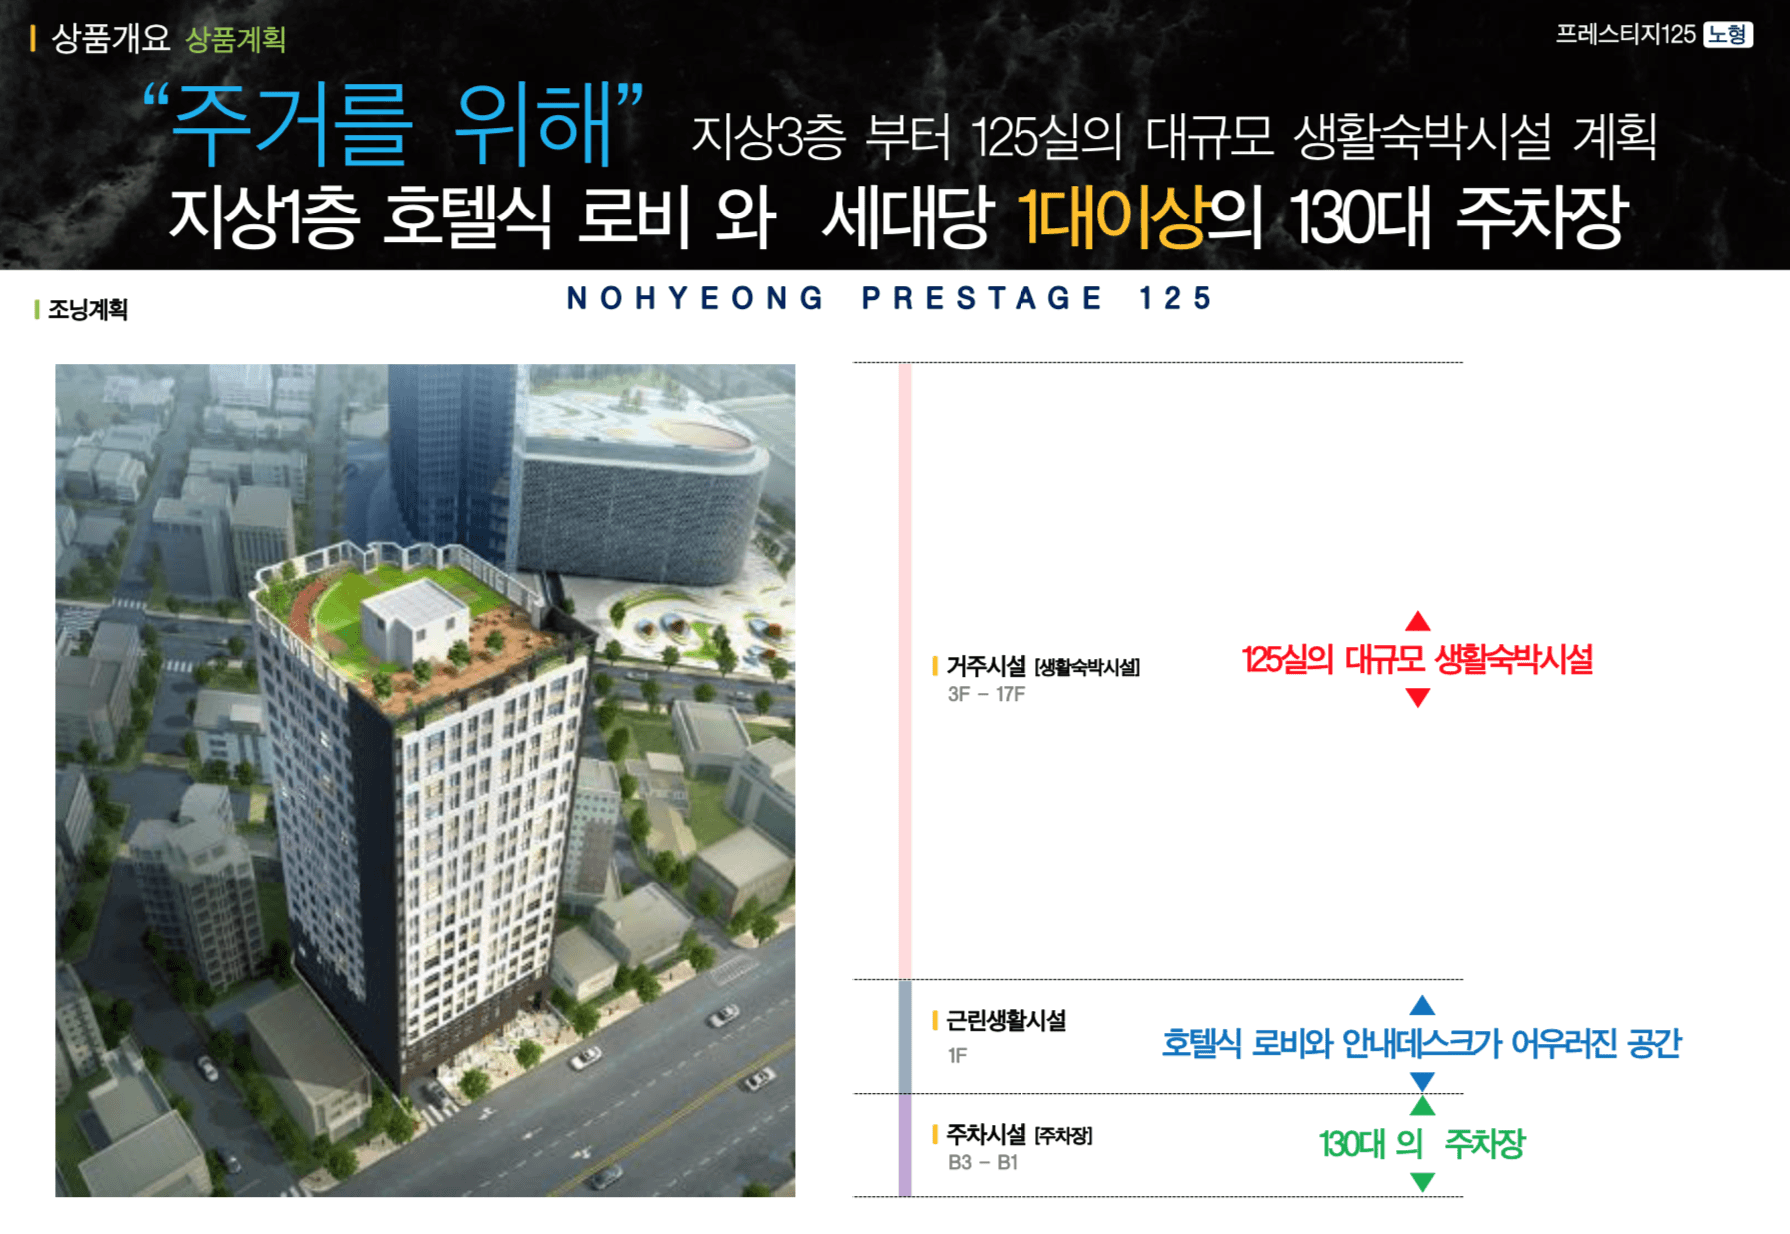 상품개요 상품계획
프레스티지125 노형
“주거를 위해” 지상3층 부터 125실의 대규모 생활숙박시설 계획
지상1층 호텔식 로비 와 세대당 1대이상의 130대 주차장
NOHYEONG PRESTAGE 125
조닝계획
거주시설 [생활숙박시설]
3F - 17F
125실의 대규모 생활숙박시설
근린생활시설
1F
호텔식 로비와 안내데스크가 어우러진 공간
주차시설 [주차장]
B3 - B1
130대 의 주차장